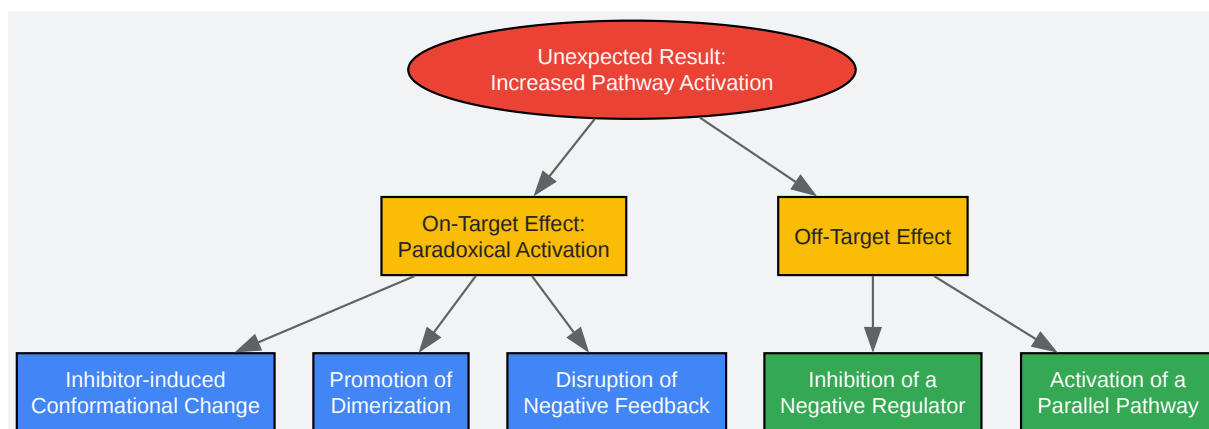 Unexpected Result:
Increased Pathway Activation
On-Target Effect:
Paradoxical Activation
Off-Target Effect
Inhibitor-induced
Conformational Change
Promotion of
Dimerization
Disruption of
Negative Feedback
Inhibition of a
Negative Regulator
Activation of a
Parallel Pathway